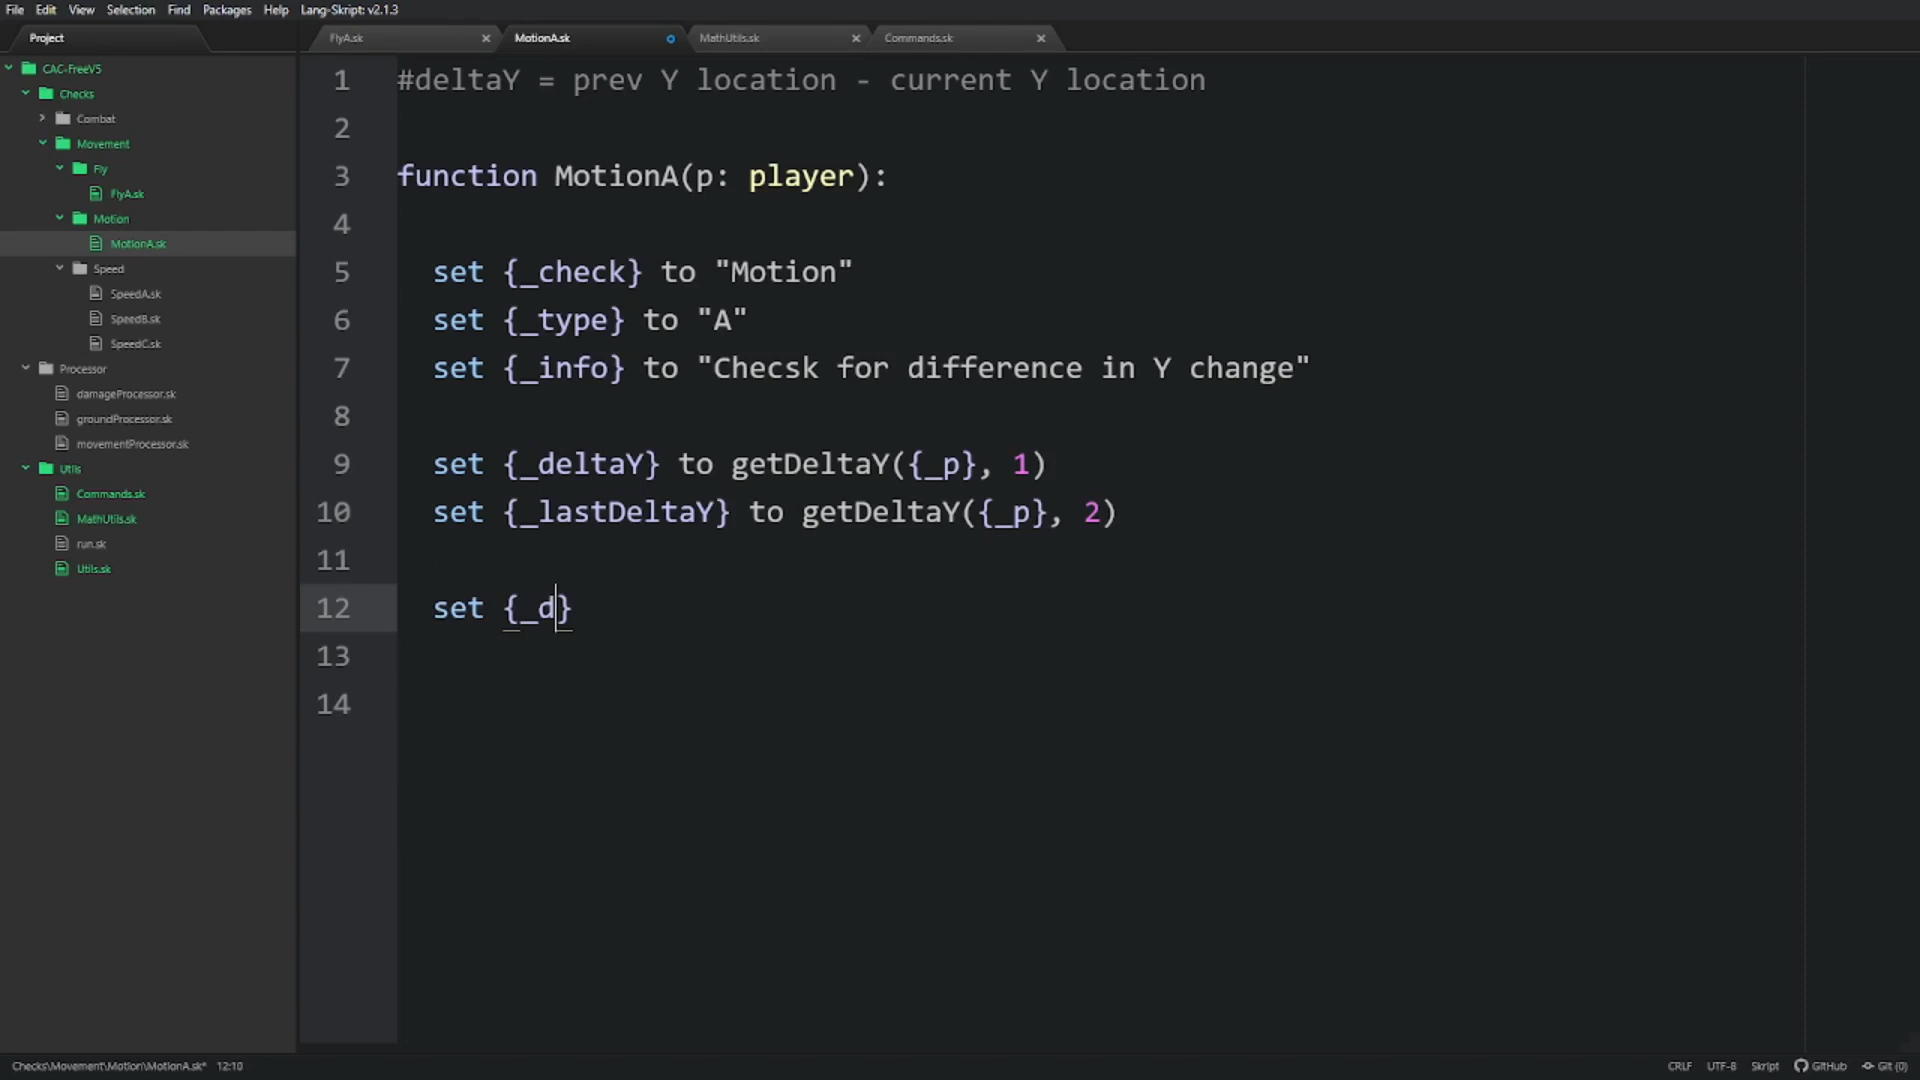 File Edit View Selection Find Packages Help Lang-Skript: v2.1.3
Project
FlyA.sk
MotionA.sk
MathUtils.sk
Commands.sk
CAC-FreeV5
Checks
Combat
Movement
Fly
FlyA.sk
Motion
MotionA.sk
Speed
SpeedA.sk
SpeedB.sk
SpeedC.sk
Processor
damageProcessor.sk
groundProcessor.sk
movementProcessor.sk
Utils
Commands.sk
MathUtils.sk
run.sk
Utils.sk
1 #deltaY = prev Y location - current Y location
2
3 function MotionA(p: player):
4
5 set {_check} to "Motion"
6 set {_type} to "A"
7 set {_info} to "Checsk for difference in Y change"
8
9 set {_deltaY} to getDeltaY({_p}, 1)
10 set {_lastDeltaY} to getDeltaY({_p}, 2)
11
12 set {_d}
13
14
Checks\Movement\Motion\MotionA.sk* 12:10
CRLF UTF-8 Skript GitHub Git (0)